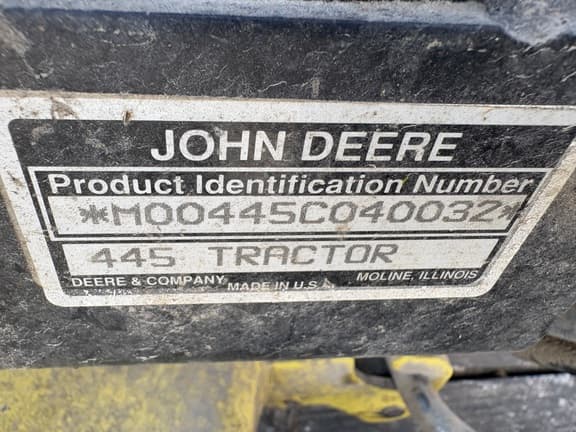 JOHN DEERE
Product Identification Number
*M00445C040032*
445 TRACTOR
DEERE & COMPANY MADE IN U.S.A. MOLINE, ILLINOIS